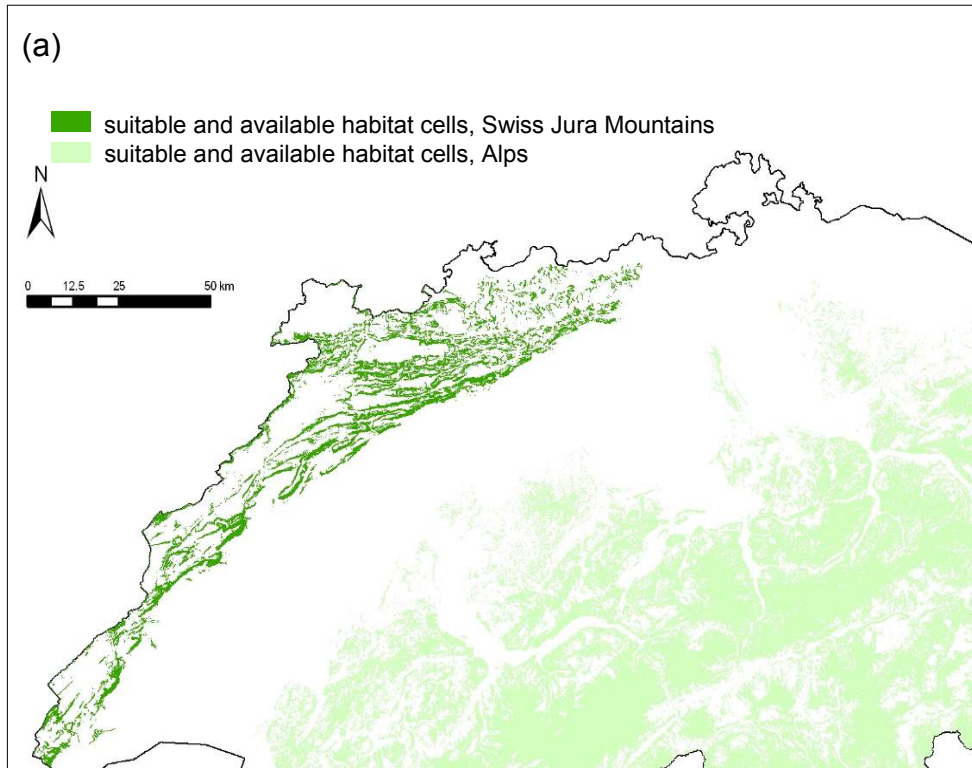 (a)
suitable and available habitat cells, Swiss Jura Mountains
suitable and available habitat cells, Alps
N
0 12.5 25 50 km